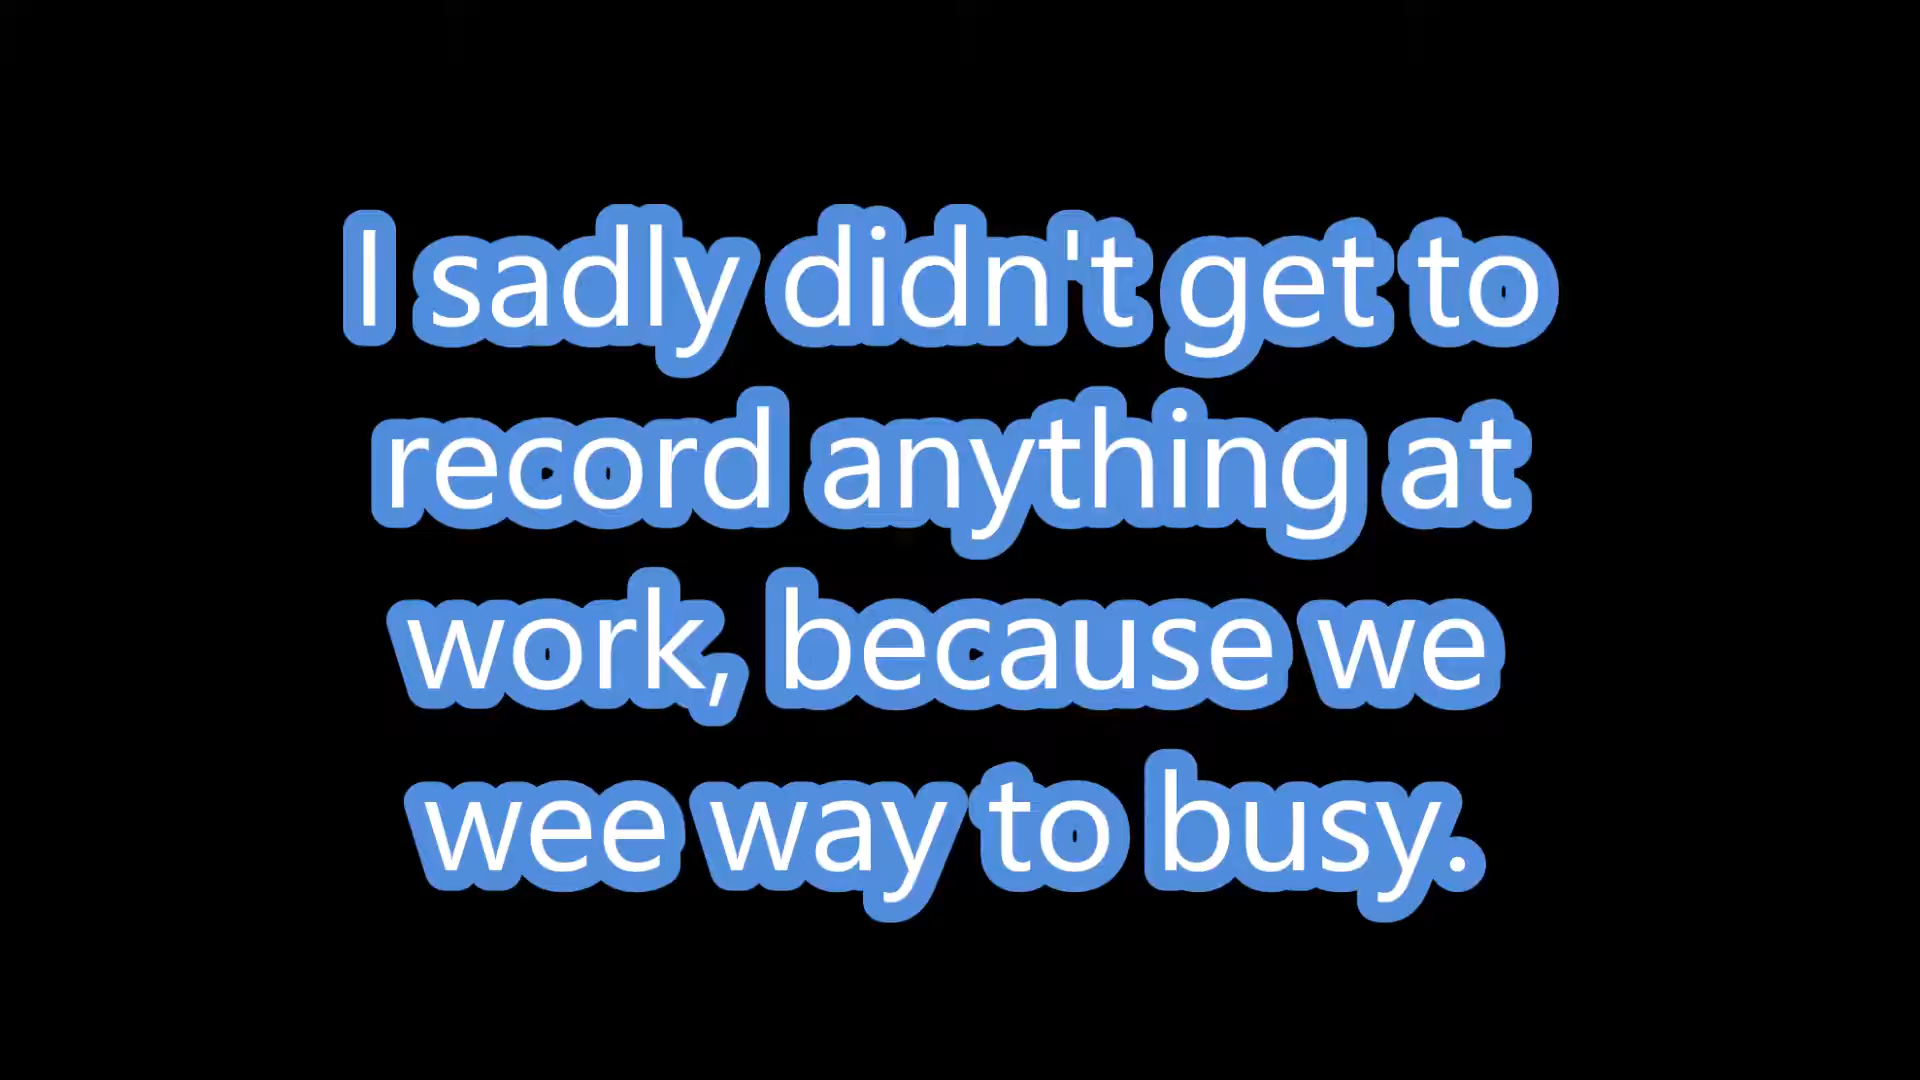 I sadly didn't get to
record anything at
work, because we
wee way to busy.